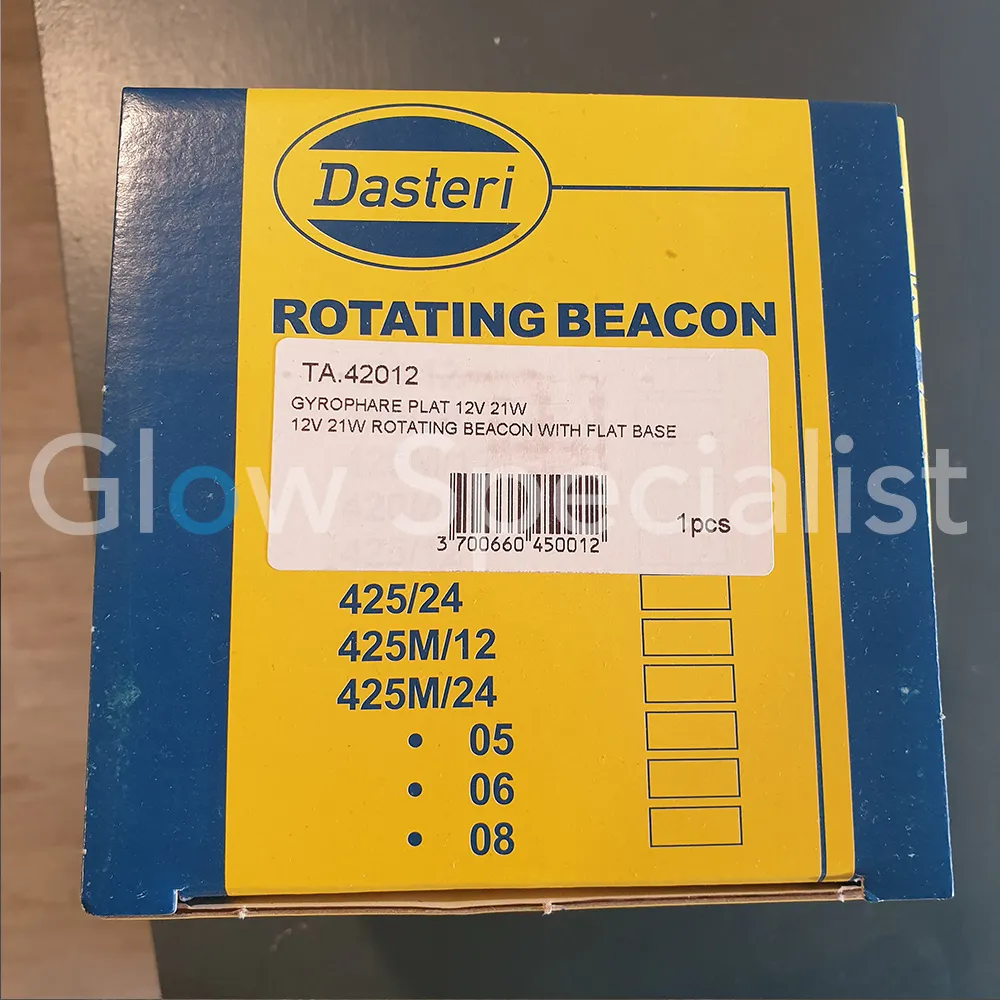 Dasteri
ROTATING BEACON
TA.42012
GYROPHARE PLAT 12V 21W
12V 21W ROTATING BEACON WITH FLAT BASE
Glow Specialist
3 700660 450012
1pcs
425/24
425M/12
425M/24
• 05
• 06
• 08